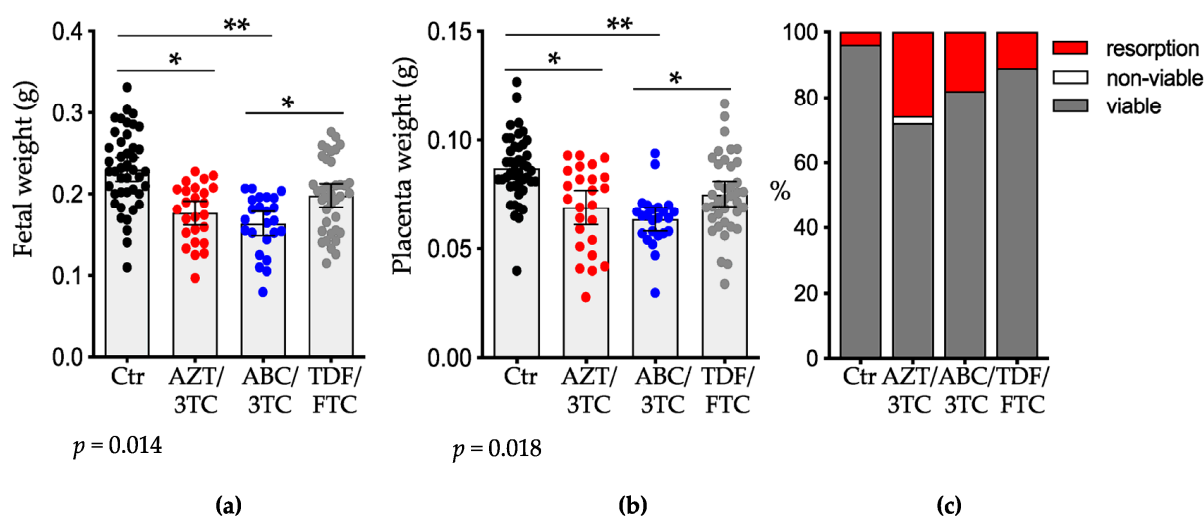 Fetal weight (g)
0.4
0.3
0.2
0.1
0.0
**
*
*
Ctr AZT/ ABC/ TDF/
3TC 3TC FTC
p = 0.014
(a)
Placenta weight (g)
0.15
0.10
0.05
0.00
**
*
*
Ctr AZT/ ABC/ TDF/
3TC 3TC FTC
p = 0.018
(b)
%
100
80
60
40
20
0
resorption
non-viable
viable
Ctr AZT/ ABC/ TDF/
3TC 3TC FTC
(c)